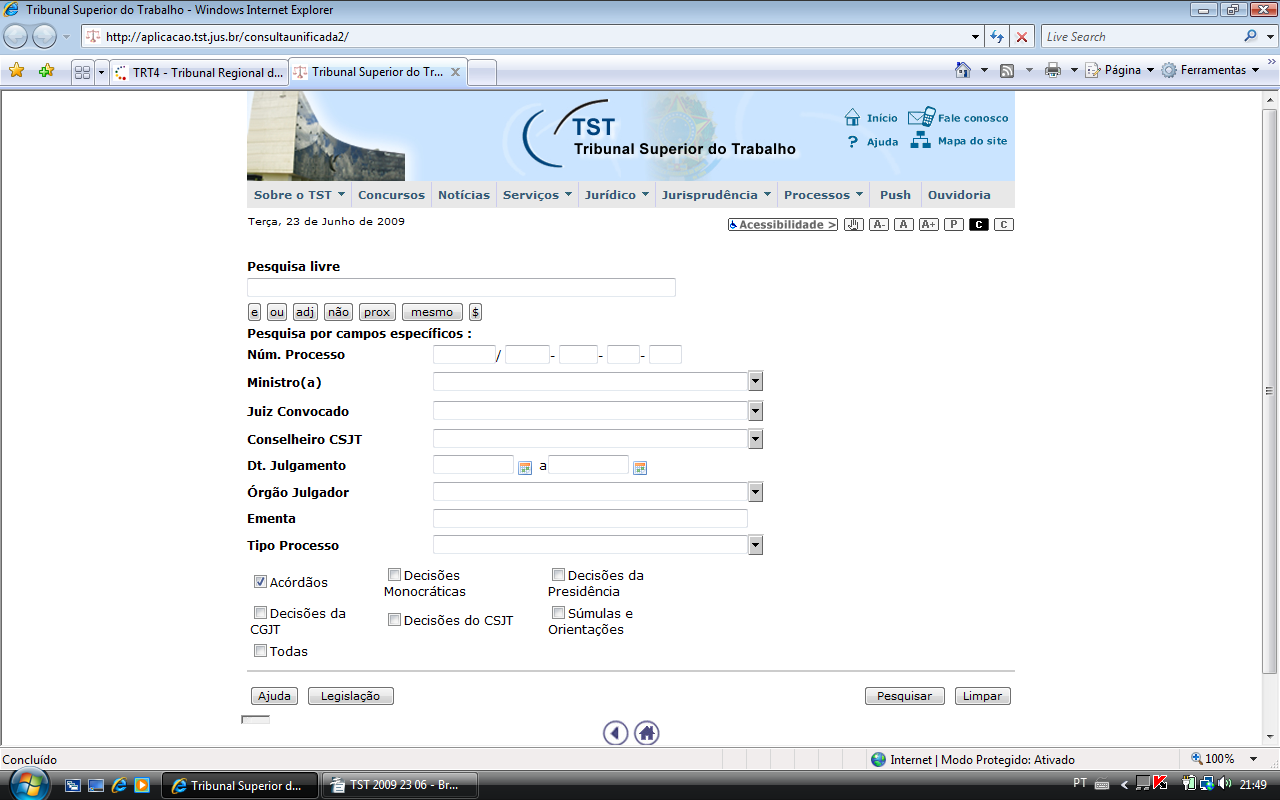 Tribunal Superior do Trabalho - Windows Internet Explorer
http://aplicacao.tst.jus.br/consultaunificada2/
Live Search
TRT4 - Tribunal Regional d...
Tribunal Superior do Tr...
Página
Ferramentas
TST
Tribunal Superior do Trabalho
Início
Fale conosco
? Ajuda
Mapa do site
Sobre o TST
Concursos
Notícias
Serviços
Jurídico
Jurisprudência
Processos
Push
Ouvidoria
Terça, 23 de Junho de 2009
Acessibilidade >
A-
A
A+
P
C
C
Pesquisa livre
e
ou
adj
não
prox
mesmo
$
Pesquisa por campos específicos :
Núm. Processo / - - -
Ministro(a)
Juiz Convocado
Conselheiro CSJT
Dt. Julgamento a
Órgão Julgador
Ementa
Tipo Processo
Acórdãos
Decisões
Monocráticas
Decisões da
Presidência
Decisões da
CGJT
Decisões do CSJT
Súmulas e
Orientações
Todas
Ajuda
Legislação
Pesquisar
Limpar
Concluído
Internet | Modo Protegido: Ativado
100%
Tribunal Superior d...
TST 2009 23 06 - Br...
PT
21:49